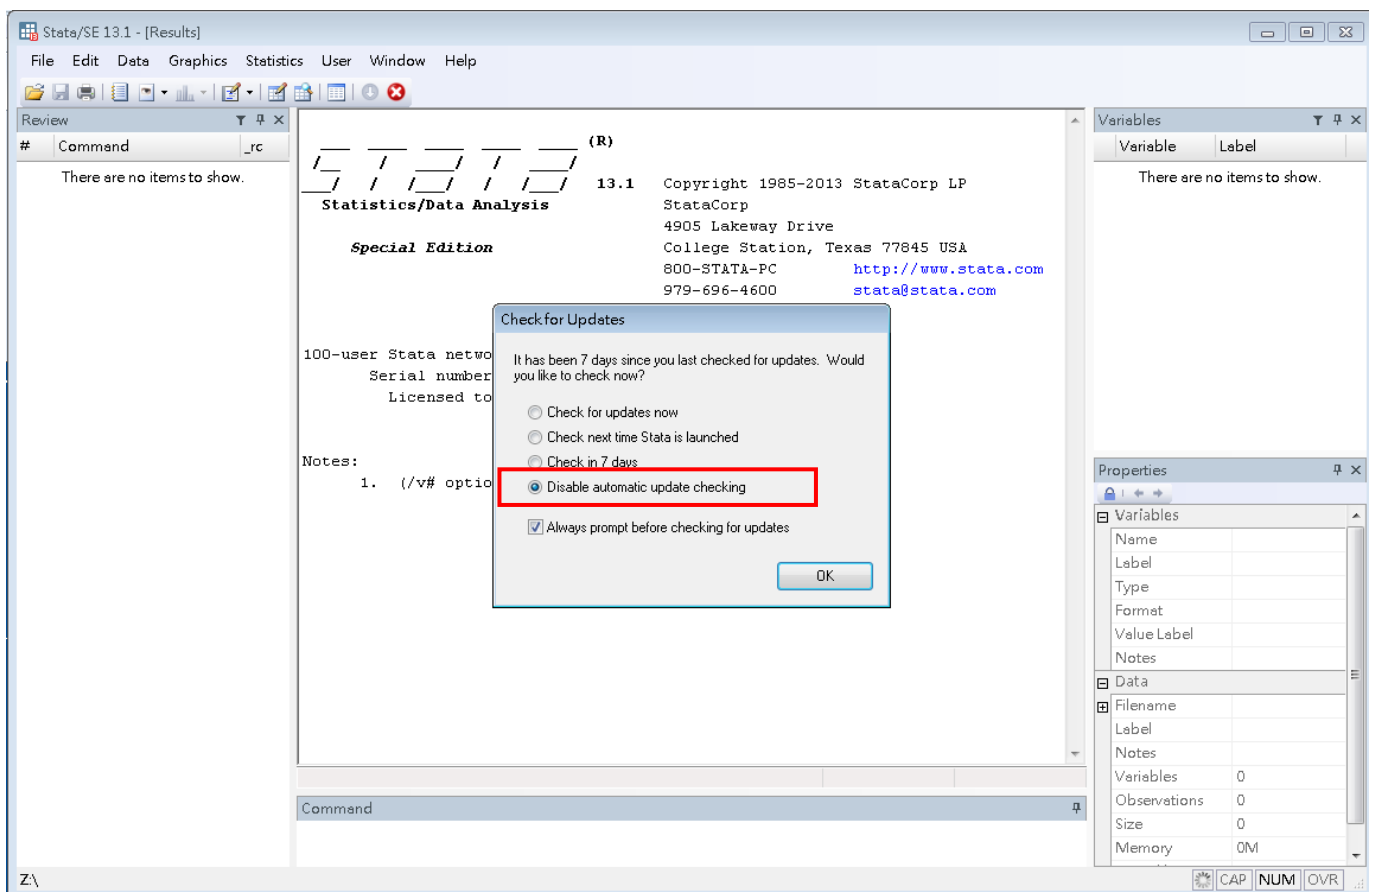 Stata/SE 13.1 - [Results]
File Edit Data Graphics Statistics User Window Help
Review
# Command _rc
There are no items to show.
(R)
STATA
13.1 Copyright 1985-2013 StataCorp LP
Statistics/Data Analysis StataCorp
4905 Lakeway Drive
Special Edition College Station, Texas 77845 USA
800-STATA-PC http://www.stata.com
979-696-4600 stata@stata.com
100-user Stata netwo
Serial number
Licensed to
Notes:
1. (/v# optio
Check for Updates
It has been 7 days since you last checked for updates. Would
you like to check now?
Check for updates now
Check next time Stata is launched
Check in 7 days
Disable automatic update checking
Always prompt before checking for updates
OK
Command
Variables
Variable Label
There are no items to show.
Properties
Variables
Name
Label
Type
Format
Value Label
Notes
Data
Filename
Label
Notes
Variables 0
Observations 0
Size 0
Memory 0M
Z:\
CAP NUM OVR